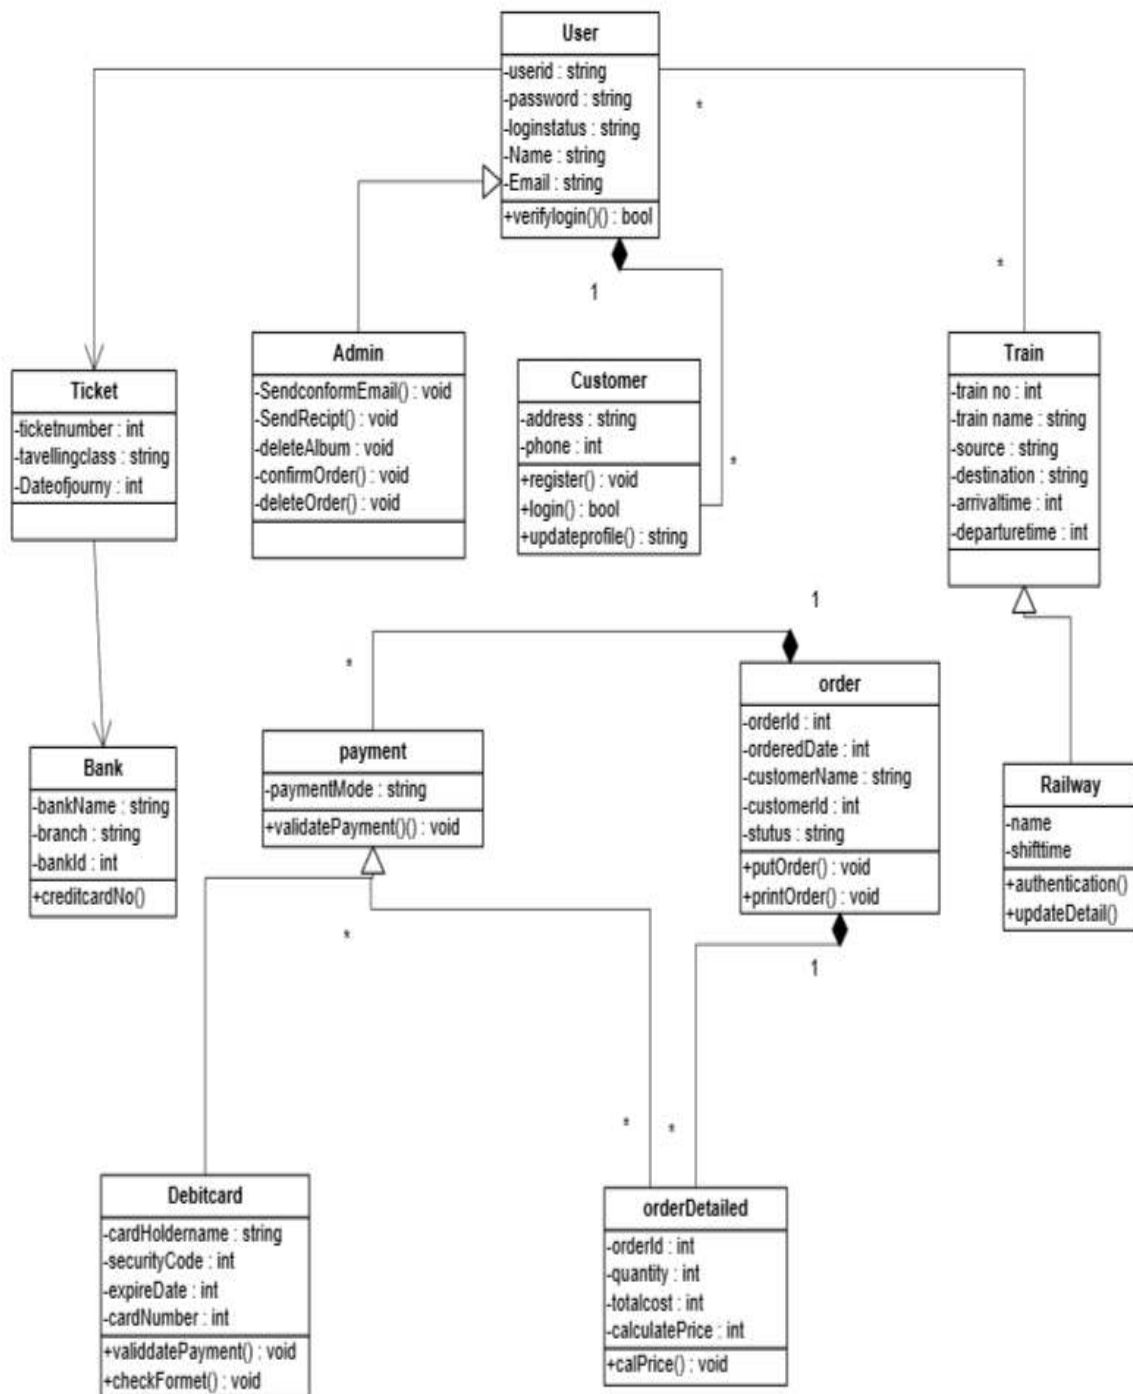 User
-userid : string
-password : string
-loginstatus : string
-Name : string
-Email : string
+verifylogin()() : bool
*
*
1
Admin
-SendconformEmail() : void
-SendRecipt() : void
-deleteAlbum : void
-confirmOrder() : void
-deleteOrder() : void
Customer
-address : string
-phone : int
+register() : void
+login() : bool
+updateprofile() : string
*
Train
-train no : int
-train name : string
-source : string
-destination : string
-arrivaltime : int
-departuretime : int
Ticket
-ticketnumber : int
-tavellingclass : string
-Dateofjourny : int
1
*
order
-orderId : int
-orderedDate : int
-customerName : string
-customerId : int
-stutus : string
+putOrder() : void
+printOrder() : void
payment
-paymentMode : string
+validatePayment()() : void
Bank
-bankName : string
-branch : string
-bankId : int
+creditcardNo()
Railway
-name
-shifttime
+authentication()
+updateDetail()
*
1
*
*
Debitcard
-cardHoldername : string
-securityCode : int
-expireDate : int
-cardNumber : int
+validdatePayment() : void
+checkFormet() : void
orderDetailed
-orderId : int
-quantity : int
-totalcost : int
-calculatePrice : int
+calPrice() : void